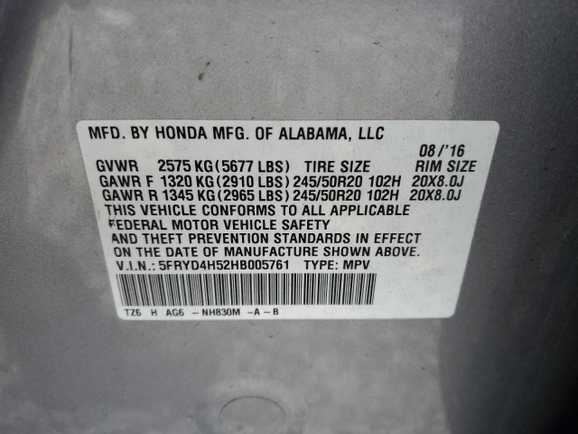 MFD. BY HONDA MFG. OF ALABAMA, LLC
08/'16
GVWR 2575 KG (5677 LBS) TIRE SIZE RIM SIZE
GAWR F 1320 KG (2910 LBS) 245/50R20 102H 20X8.0J
GAWR R 1345 KG (2965 LBS) 245/50R20 102H 20X8.0J
THIS VEHICLE CONFORMS TO ALL APPLICABLE
FEDERAL MOTOR VEHICLE SAFETY
AND THEFT PREVENTION STANDARDS IN EFFECT
ON THE DATE OF MANUFACTURE SHOWN ABOVE.
V.I.N.: 5FRYD4H52HB005761 TYPE: MPV
TZ6 H AG6 -NH830M -A-B